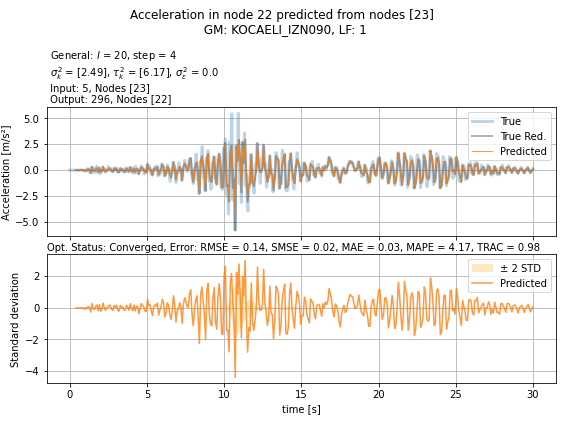 Acceleration in node 22 predicted from nodes [23]
GM: KOCAELI_IZN090, LF: 1
General: l = 20, step = 4
σ²ₖ = [2.49], τ²ₖ = [6.17], σ²ε = 0.0
Input: 5, Nodes [23]
Output: 296, Nodes [22]
Acceleration [m/s²]
5.0
2.5
0.0
−2.5
−5.0
True
True Red.
Predicted
Opt. Status: Converged, Error: RMSE = 0.14, SMSE = 0.02, MAE = 0.03, MAPE = 4.17, TRAC = 0.98
Standard deviation
2
0
−2
−4
± 2 STD
Predicted
0 5 10 15 20 25 30
time [s]